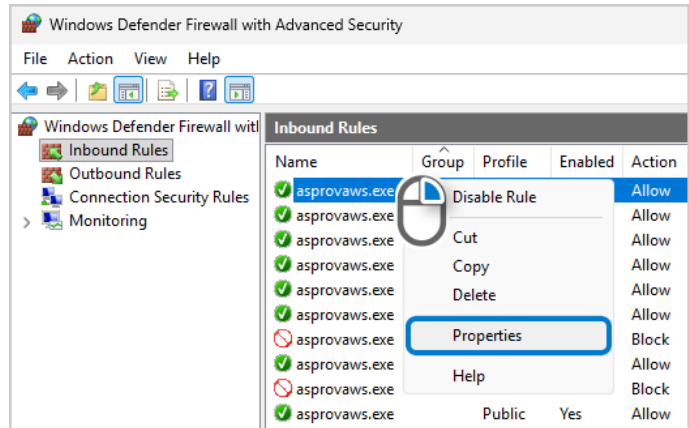 Windows Defender Firewall with Advanced Security
File Action View Help
Windows Defender Firewall with
Inbound Rules
Outbound Rules
Connection Security Rules
Monitoring
Inbound Rules
Name Group Profile Enabled Action
asprovaws.exe Allow
asprovaws.exe Allow
asprovaws.exe Allow
asprovaws.exe Allow
asprovaws.exe Allow
asprovaws.exe Allow
asprovaws.exe Block
asprovaws.exe Allow
asprovaws.exe Block
asprovaws.exe Public Yes Allow
Disable Rule
Cut
Copy
Delete
Properties
Help